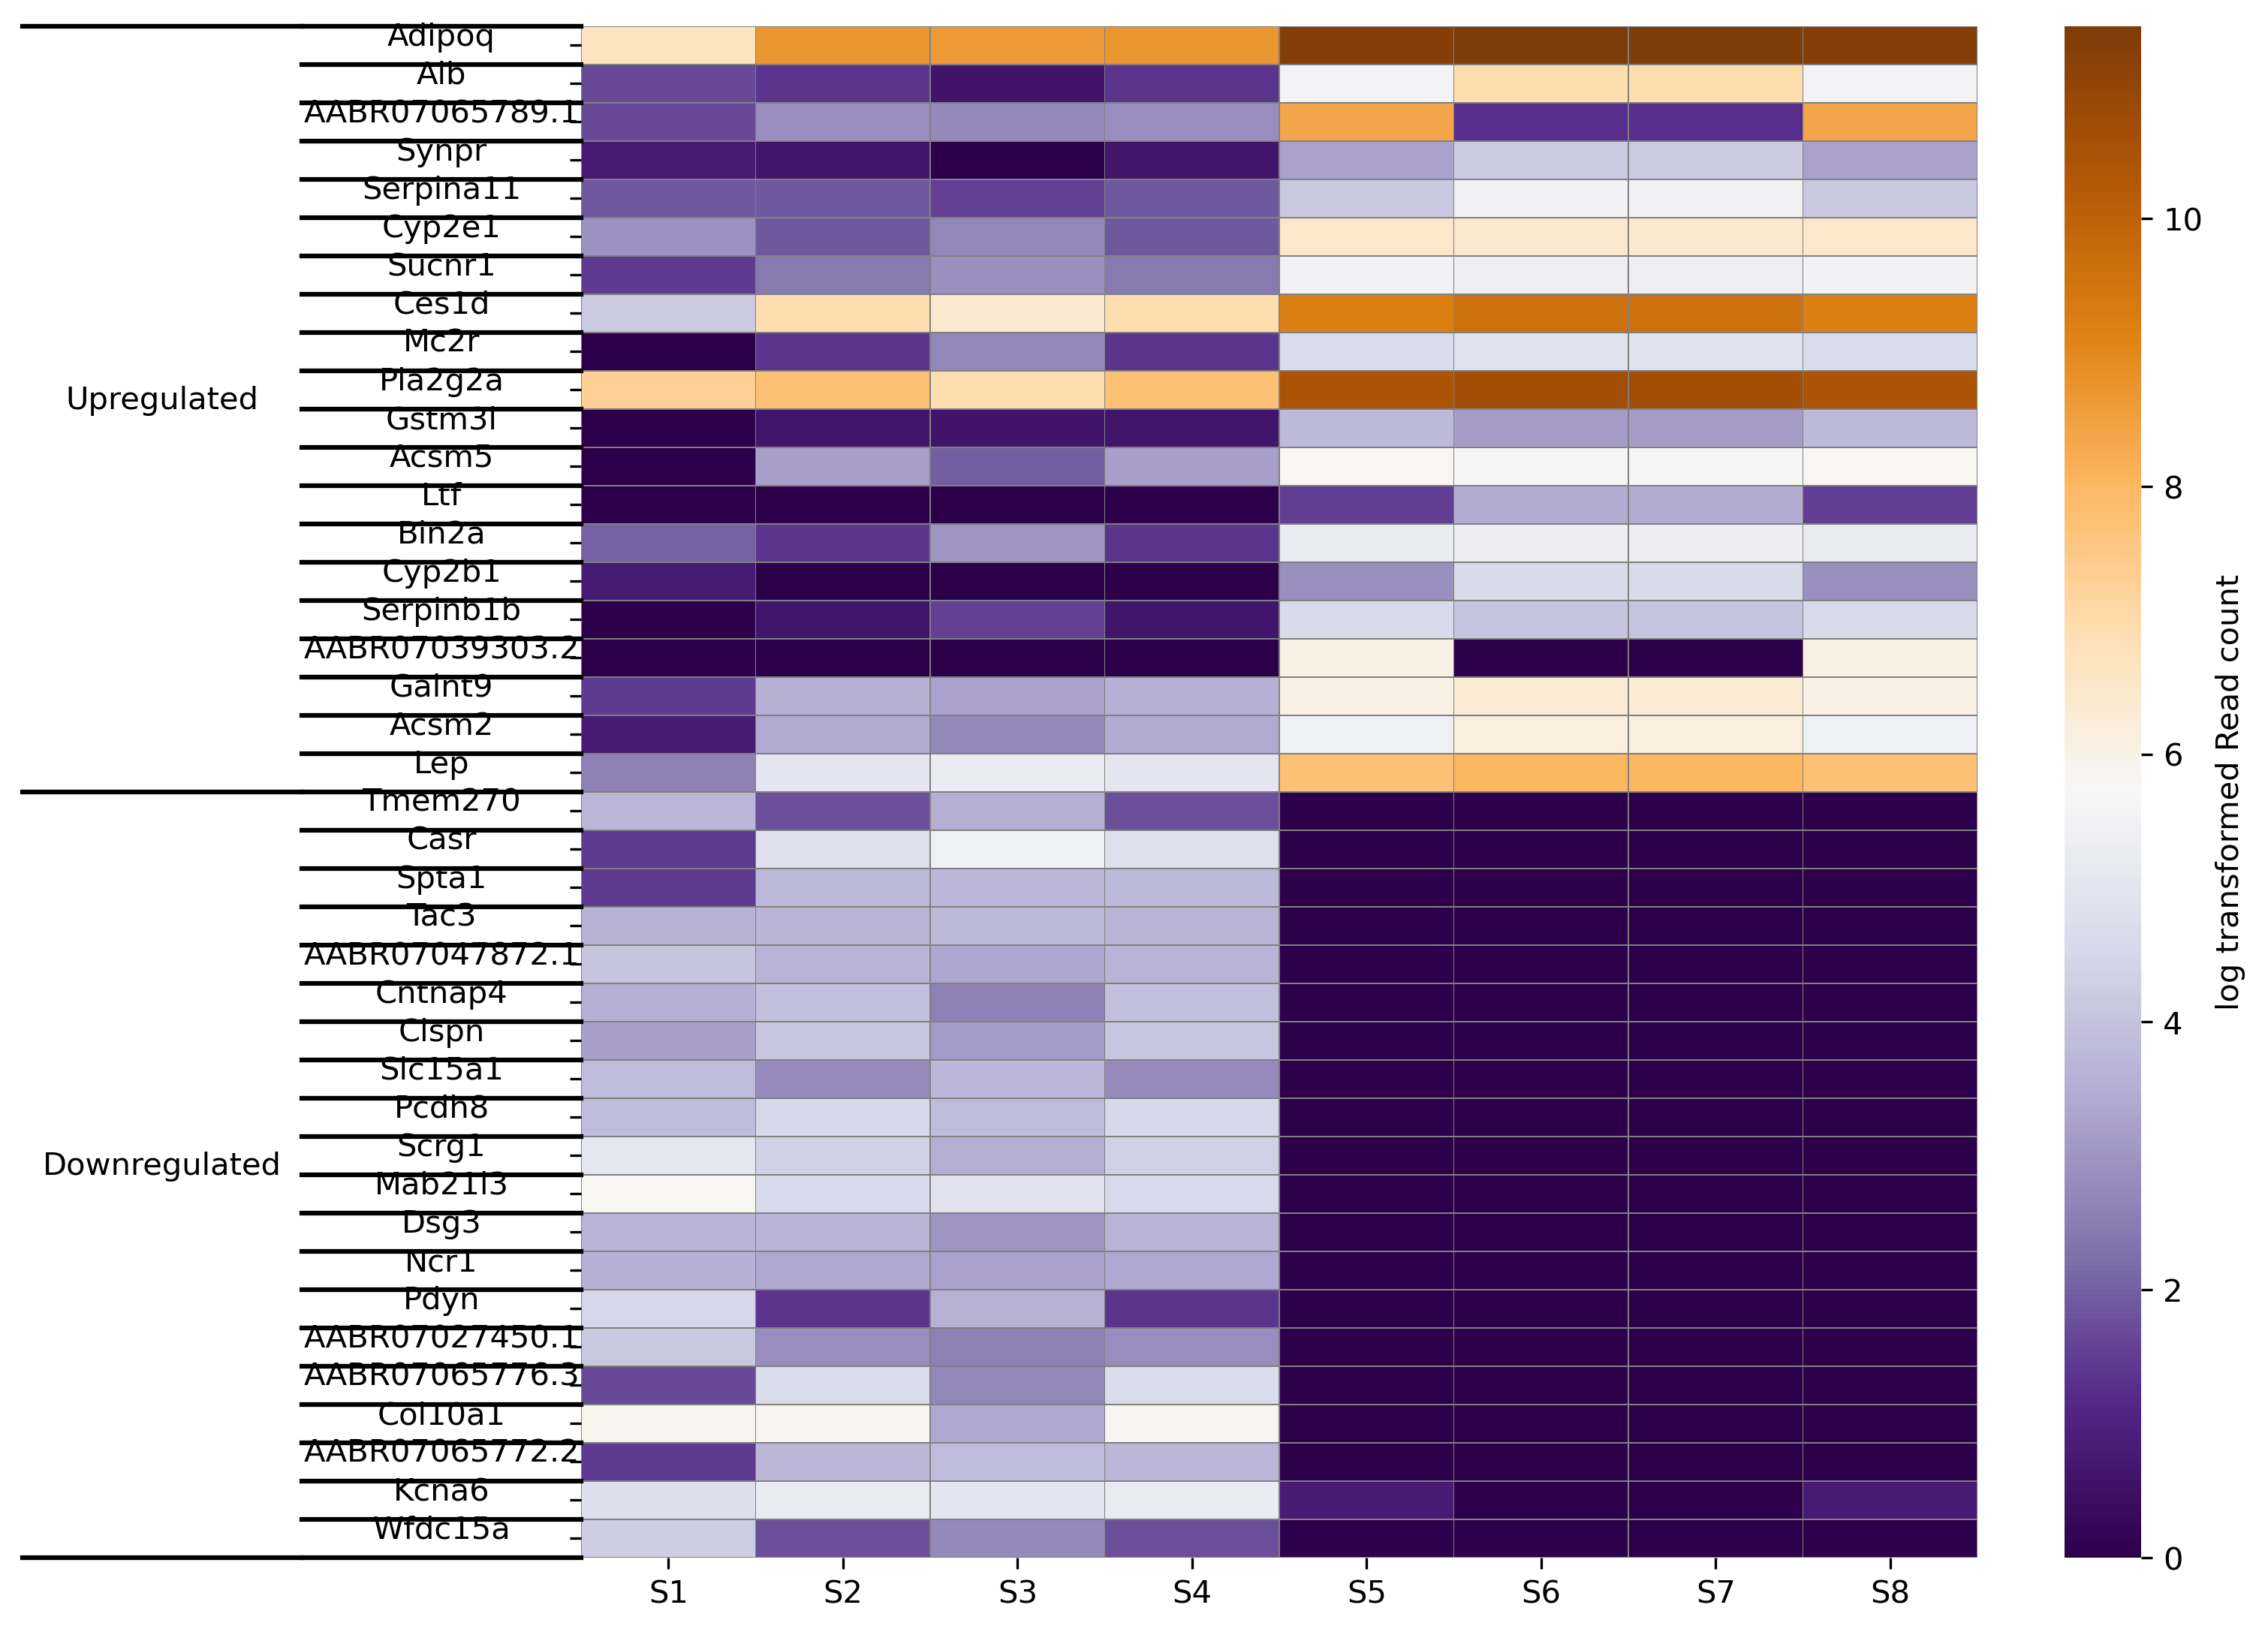 Upregulated
Adipoq
Alb
AABR07065789.1
Synpr
Serpina11
Cyp2e1
Sucnr1
Ces1d
Mc2r
Pla2g2a
Gstm3l
Acsm5
Ltf
Bin2a
Cyp2b1
Serpinb1b
AABR07039303.2
Galnt9
Acsm2
Lep
Downregulated
Tmem270
Casr
Spta1
Tac3
AABR07047872.1
Cntnap4
Clspn
Slc15a1
Pcdh8
Scrg1
Mab21l3
Dsg3
Ncr1
Pdyn
AABR07027450.1
AABR07065776.3
Col10a1
AABR07065772.2
Kcna6
Wfdc15a
S1 S2 S3 S4 S5 S6 S7 S8
10
8
6
4
2
0
log transformed Read count